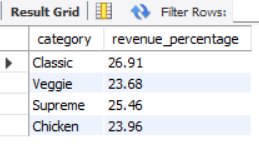 Result Grid Filter Rows:
category revenue_percentage
Classic 26.91
Veggie 23.68
Supreme 25.46
Chicken 23.96